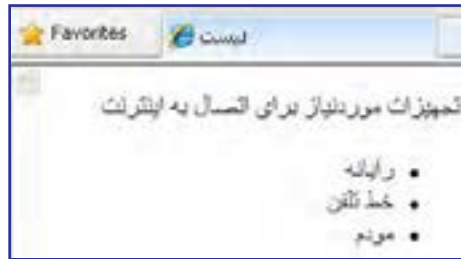 Favorites
لیست
تجهیزات موردنیاز برای اتصال به اینترنت
• رایانه
• خط تلفن
• مودم